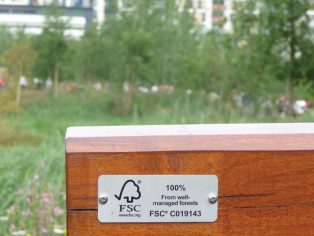 100%
From well-
managed forests
FSC
www.fsc.org
FSC® C019143